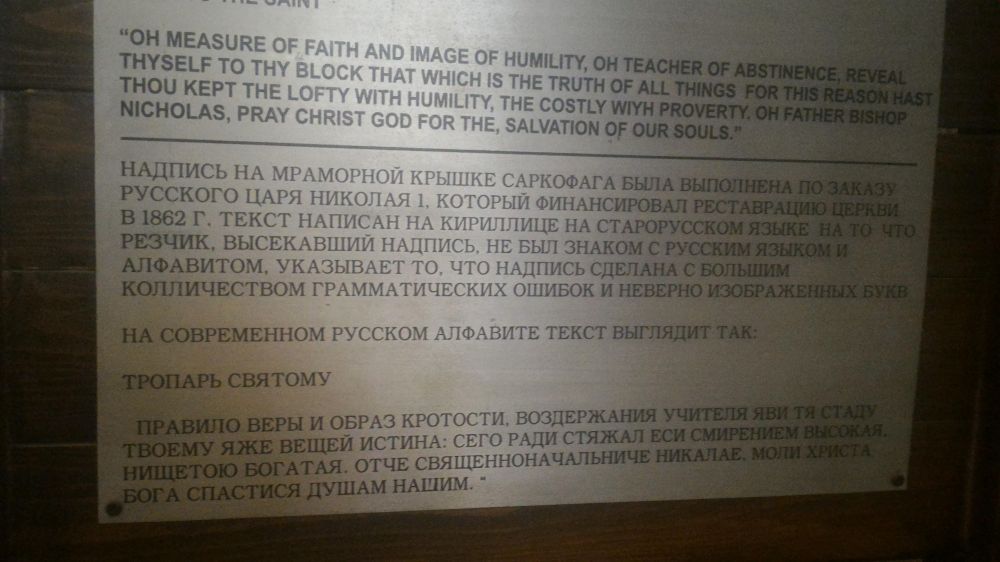 THE SAINT
“OH MEASURE OF FAITH AND IMAGE OF HUMILITY, OH TEACHER OF ABSTINENCE, REVEAL
THYSELF TO THY BLOCK THAT WHICH IS THE TRUTH OF ALL THINGS FOR THIS REASON HAST
THOU KEPT THE LOFTY WITH HUMILITY, THE COSTLY WIYH PROVERTY. OH FATHER BISHOP
NICHOLAS, PRAY CHRIST GOD FOR THE, SALVATION OF OUR SOULS.”
НАДПИСЬ НА МРАМОРНОЙ КРЫШКЕ САРКОФАГА БЫЛА ВЫПОЛНЕНА ПО ЗАКАЗУ
РУССКОГО ЦАРЯ НИКОЛАЯ 1, КОТОРЫЙ ФИНАНСИРОВАЛ РЕСТАВРАЦИЮ ЦЕРКВИ
В 1862 Г. ТЕКСТ НАПИСАН НА КИРИЛЛИЦЕ НА СТАРОРУССКОМ ЯЗЫКЕ НА ТО ЧТО
РЕЗЧИК, ВЫСЕКАВШИЙ НАДПИСЬ, НЕ БЫЛ ЗНАКОМ С РУССКИМ ЯЗЫКОМ И
АЛФАВИТОМ, УКАЗЫВАЕТ ТО, ЧТО НАДПИСЬ СДЕЛАНА С БОЛЬШИМ
КОЛЛИЧЕСТВОМ ГРАММАТИЧЕСКИХ ОШИБОК И НЕВЕРНО ИЗОБРАЖЕННЫХ БУКВ
НА СОВРЕМЕННОМ РУССКОМ АЛФАВИТЕ ТЕКСТ ВЫГЛЯДИТ ТАК:
ТРОПАРЬ СВЯТОМУ
ПРАВИЛО ВЕРЫ И ОБРАЗ КРОТОСТИ, ВОЗДЕРЖАНИЯ УЧИТЕЛЯ ЯВИ ТЯ СТАДУ
ТВОЕМУ ЯЖЕ ВЕЩЕЙ ИСТИНА: СЕГО РАДИ СТЯЖАЛ ЕСИ СМИРЕНИЕМ ВЫСОКАЯ,
НИЩЕТОЮ БОГАТАЯ. ОТЧЕ СВЯЩЕННОНАЧАЛЬНИЧЕ НИКАЛАЕ, МОЛИ ХРИСТА
БОГА СПАСТИСЯ ДУШАМ НАШИМ. “